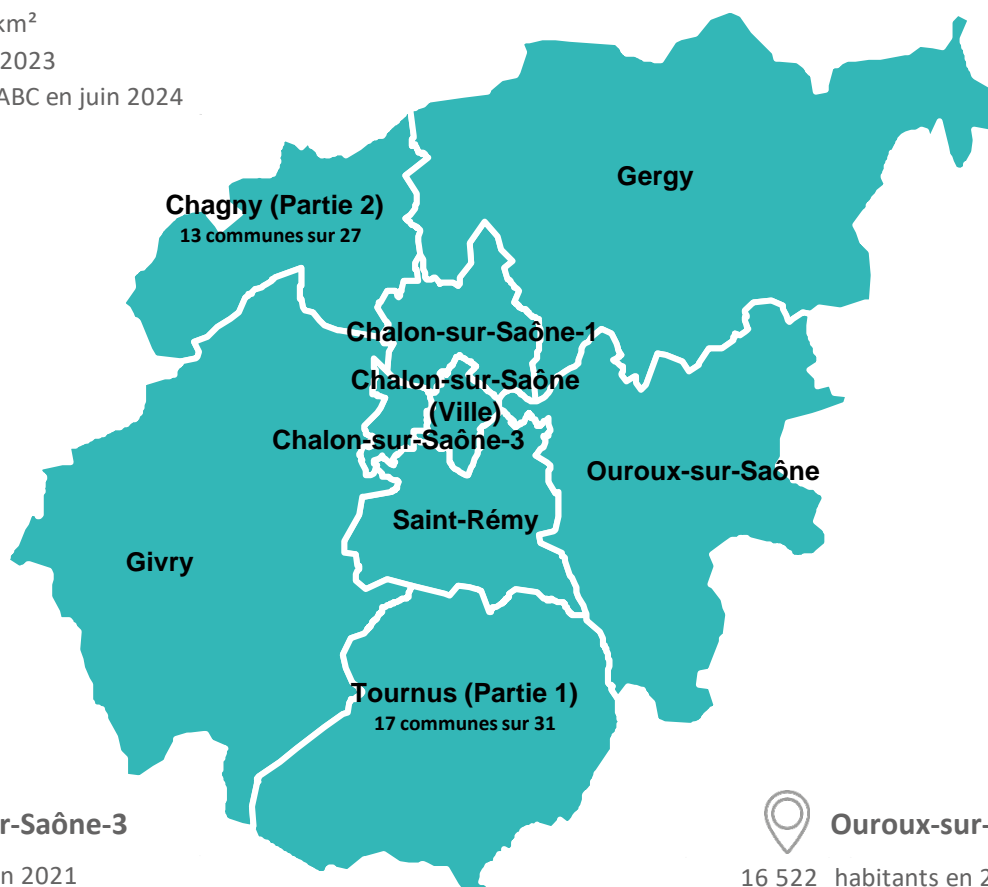 km²
2023
ABC en juin 2024
Gergy
Chagny (Partie 2)
13 communes sur 27
Chalon-sur-Saône-1
Chalon-sur-Saône
(Ville)
Chalon-sur-Saône-3
Ouroux-sur-Saône
Saint-Rémy
Givry
Tournus (Partie 1)
17 communes sur 31
r-Saône-3
n 2021
Ouroux-sur-
16 522 habitants en 2